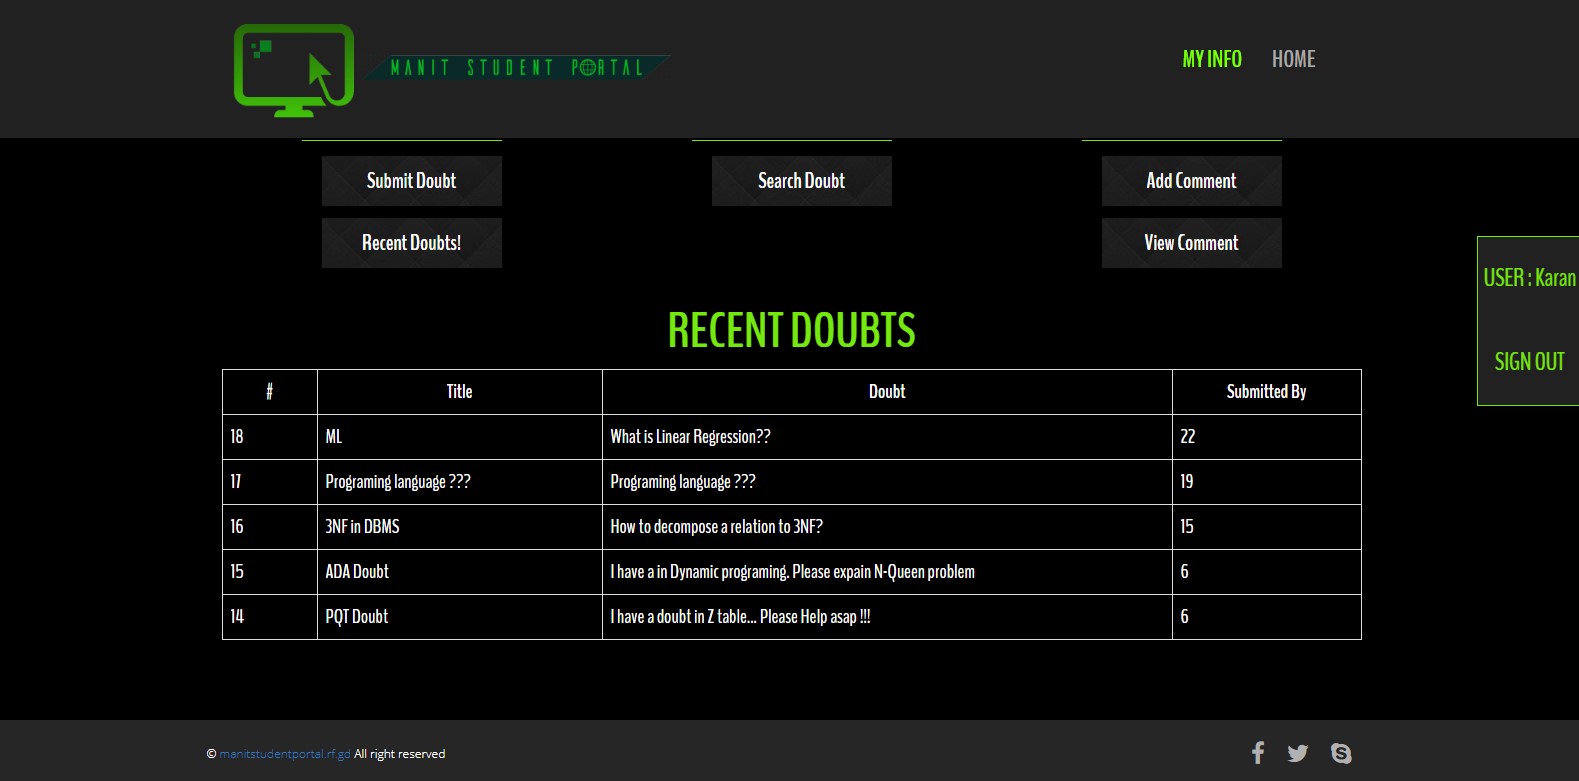 MANIT STUDENT PORTAL
MY INFO HOME
Submit Doubt Search Doubt Add Comment
Recent Doubts! View Comment
USER : Karan
SIGN OUT
RECENT DOUBTS
# Title Doubt Submitted By
18 ML What is Linear Regression?? 22
17 Programing language ??? Programing language ??? 19
16 3NF in DBMS How to decompose a relation to 3NF? 15
15 ADA Doubt I have a in Dynamic programing. Please expain N-Queen problem 6
14 PQT Doubt I have a doubt in Z table... Please Help asap !!! 6
© manitstudentportal.rf.gd All right reserved